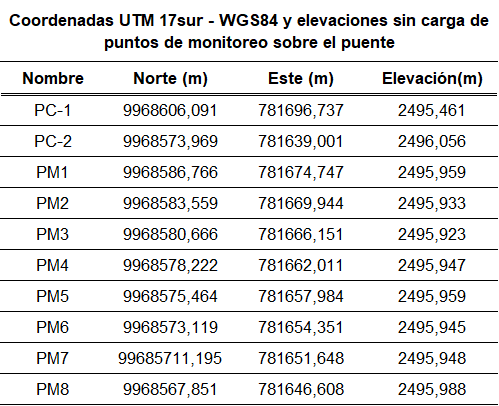 Coordenadas UTM 17sur - WGS84 y elevaciones sin carga de
puntos de monitoreo sobre el puente
Nombre Norte (m) Este (m) Elevación(m)
PC-1 9968606,091 781696,737 2495,461
PC-2 9968573,969 781639,001 2496,056
PM1 9968586,766 781674,747 2495,959
PM2 9968583,559 781669,944 2495,933
PM3 9968580,666 781666,151 2495,923
PM4 9968578,222 781662,011 2495,947
PM5 9968575,464 781657,984 2495,959
PM6 9968573,119 781654,351 2495,945
PM7 99685711,195 781651,648 2495,948
PM8 9968567,851 781646,608 2495,988